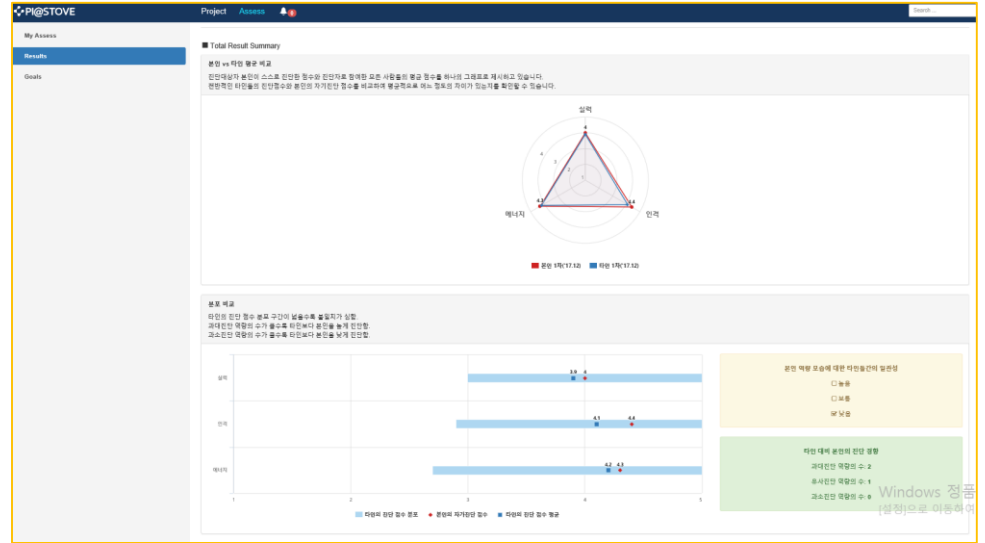 PI@STOVE
Project Assess 0
Search ...
My Assess
Results
Goals
Total Result Summary
본인 vs 타인 평균 비교
진단대상자 본인이 스스로 진단한 점수와 진단자로 참여한 모든 사람들의 평균 점수를 하나의 그래프로 제시하고 있습니다.
전반적인 타인들의 진단점수와 본인의 자기진단 점수를 비교하여 평균적으로 어느 정도의 차이가 있는지를 확인할 수 있습니다.
실력
4
4
3
2
1
4.3
4.4
에너지
인격
본인 1차('17.12) 타인 1차('17.12)
분포 비교
타인의 진단 점수 분포 구간이 넓을수록 불일치가 심함.
과대진단 역량의 수가 클수록 타인보다 본인을 높게 진단함.
과소진단 역량의 수가 클수록 타인보다 본인을 낮게 진단함.
3.9 4
실력
4.1 4.4
인격
4.2 4.3
에너지
1 2 3 4 5
타인의 진단 점수 분포 본인의 자가진단 점수 타인의 진단 점수 평균
본인 역량 모습에 대한 타인들간의 일관성
높음
보통
낮음
타인 대비 본인의 진단 경향
과대진단 역량의 수: 2
유사진단 역량의 수: 1
과소진단 역량의 수: 0
Windows 정품
[설정]으로 이동하여